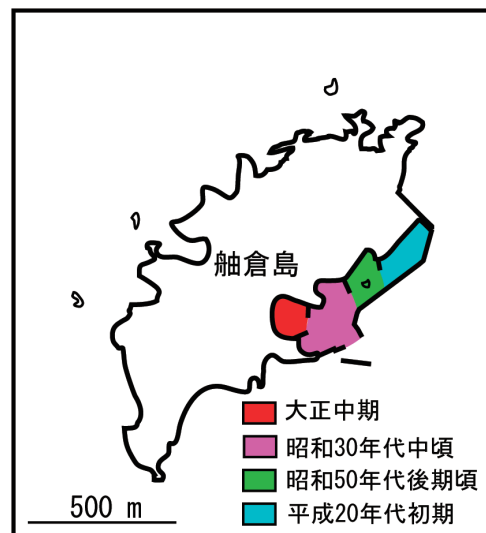 舳倉島
大正中期
昭和30年代中頃
昭和50年代後期頃
平成20年代初期
500 m